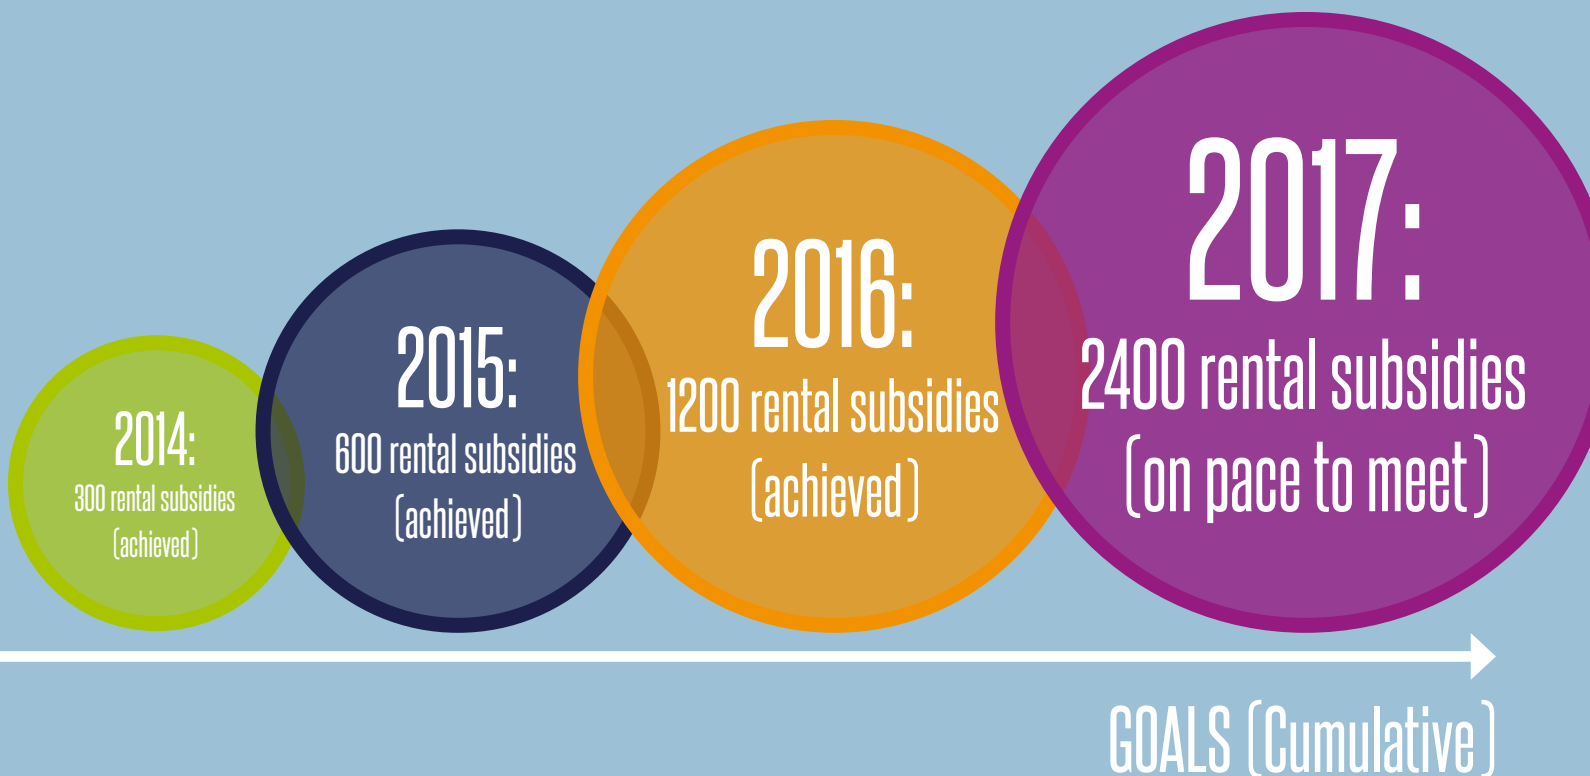 2014:
300 rental subsidies
(achieved)
2015:
600 rental subsidies
(achieved)
2016:
1200 rental subsidies
(achieved)
2017:
2400 rental subsidies
(on pace to meet)
GOALS (Cumulative)